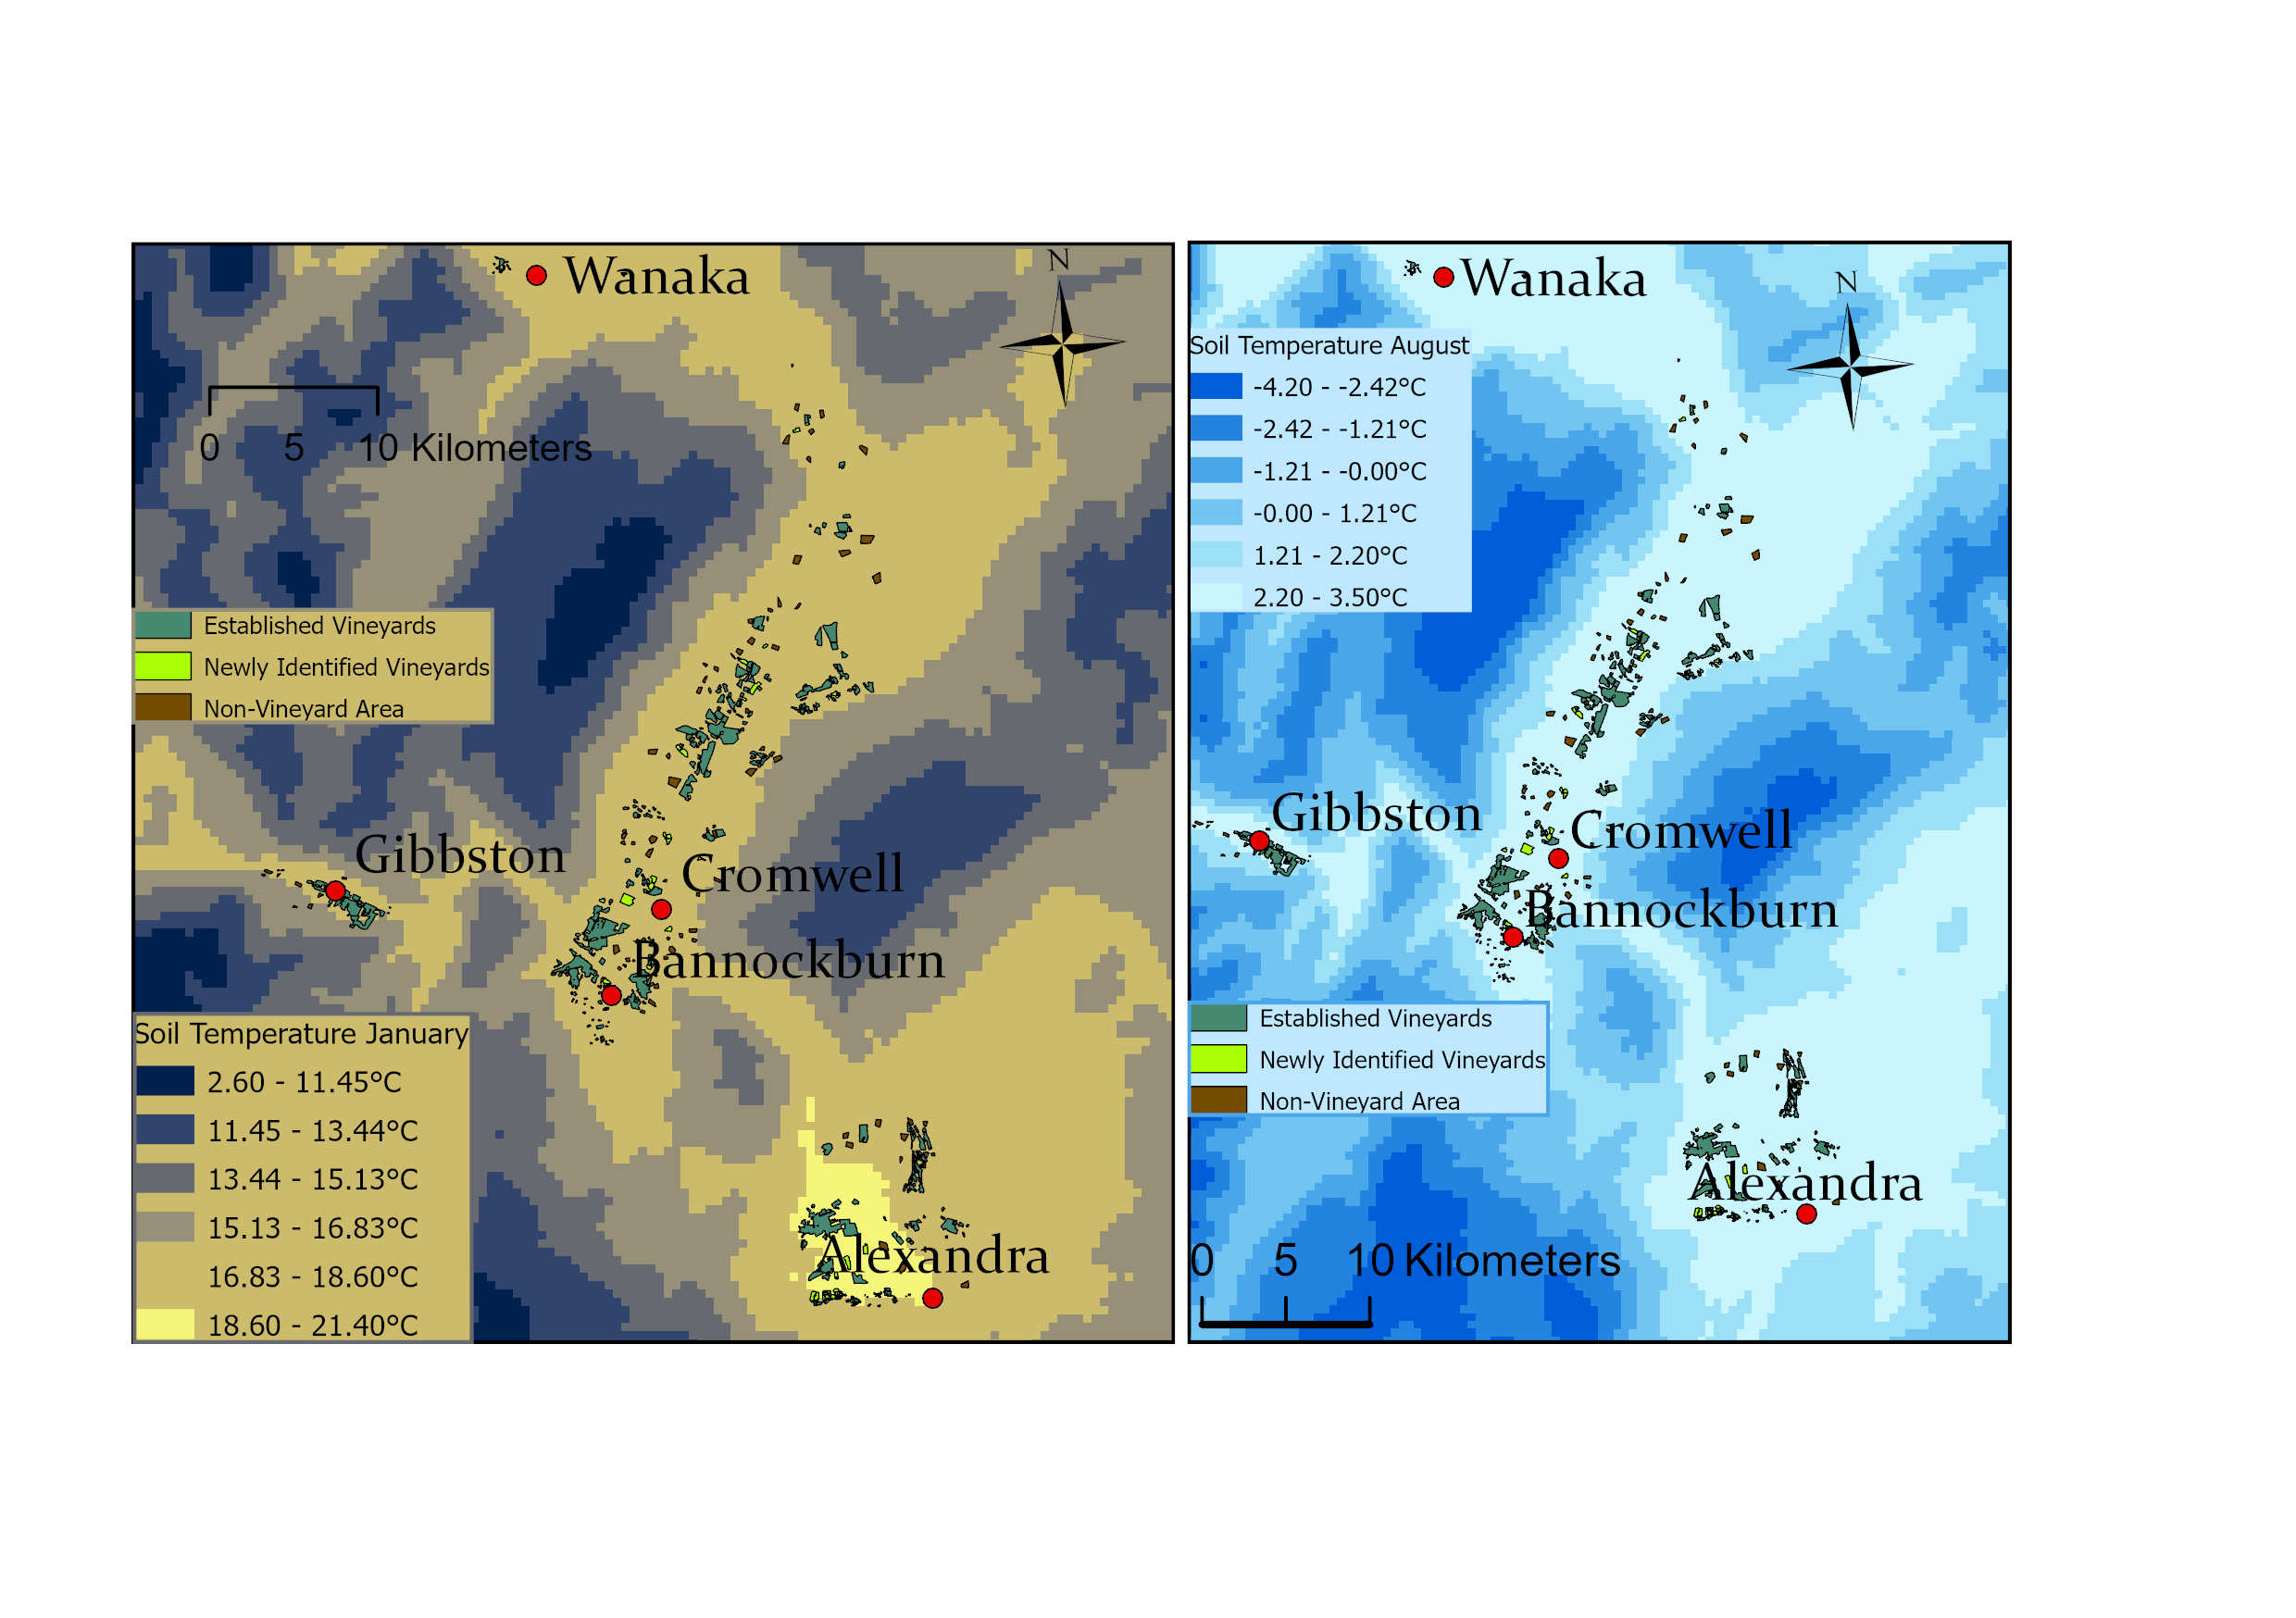 Wanaka
N
0 5 10 Kilometers
Established Vineyards
Newly Identified Vineyards
Non-Vineyard Area
Gibbston
Cromwell
Bannockburn
Soil Temperature January
2.60 - 11.45°C
11.45 - 13.44°C
13.44 - 15.13°C
15.13 - 16.83°C
16.83 - 18.60°C
18.60 - 21.40°C
Alexandra
Wanaka
N
Soil Temperature August
-4.20 - -2.42°C
-2.42 - -1.21°C
-1.21 - -0.00°C
-0.00 - 1.21°C
1.21 - 2.20°C
2.20 - 3.50°C
Gibbston
Cromwell
Bannockburn
Established Vineyards
Newly Identified Vineyards
Non-Vineyard Area
Alexandra
0 5 10 Kilometers